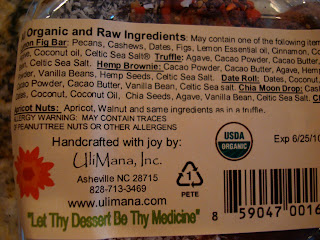 Organic and Raw Ingredients: May contain one of the following item
Fig Bar: Pecans, Cashews, Dates, Figs, Lemon Essential oil, Cinnamon, Co
Coconut oil, Celtic Sea Salt® Truffle: Agave, Cacao Powder, Cacao Butter,
Celtic Sea Salt. Hemp Brownie: Cacao Powder, Cacao Butter, Agave, Hemp
Powder, Vanilla Beans, Hemp Seeds, Celtic Sea Salt. Date Roll: Dates, Coconut.
Cacao Powder, Cacao Butter, Vanilla Bean, Celtic Sea Salt. Chia Moon Drop: Cash
Dates, Coconut, Coconut Oil, Chia Seeds, Agave, Vanilla Bean, Celtic Sea Salt.
Apricot Nuts: Apricot, Walnut and same ingredients as in a truffle.
ALLERGY WARNING: MAY CONTAIN TRACES
OF PEANUT/TREE NUTS OR OTHER ALLERGENS
Handcrafted with joy by:
UliMana, Inc.
Asheville NC 28715
828-713-3469
www.ulimana.com
"Let Thy Dessert Be Thy Medicine"
USDA
ORGANIC
Exp 6/25/10
1
PETE
8 59047 0016